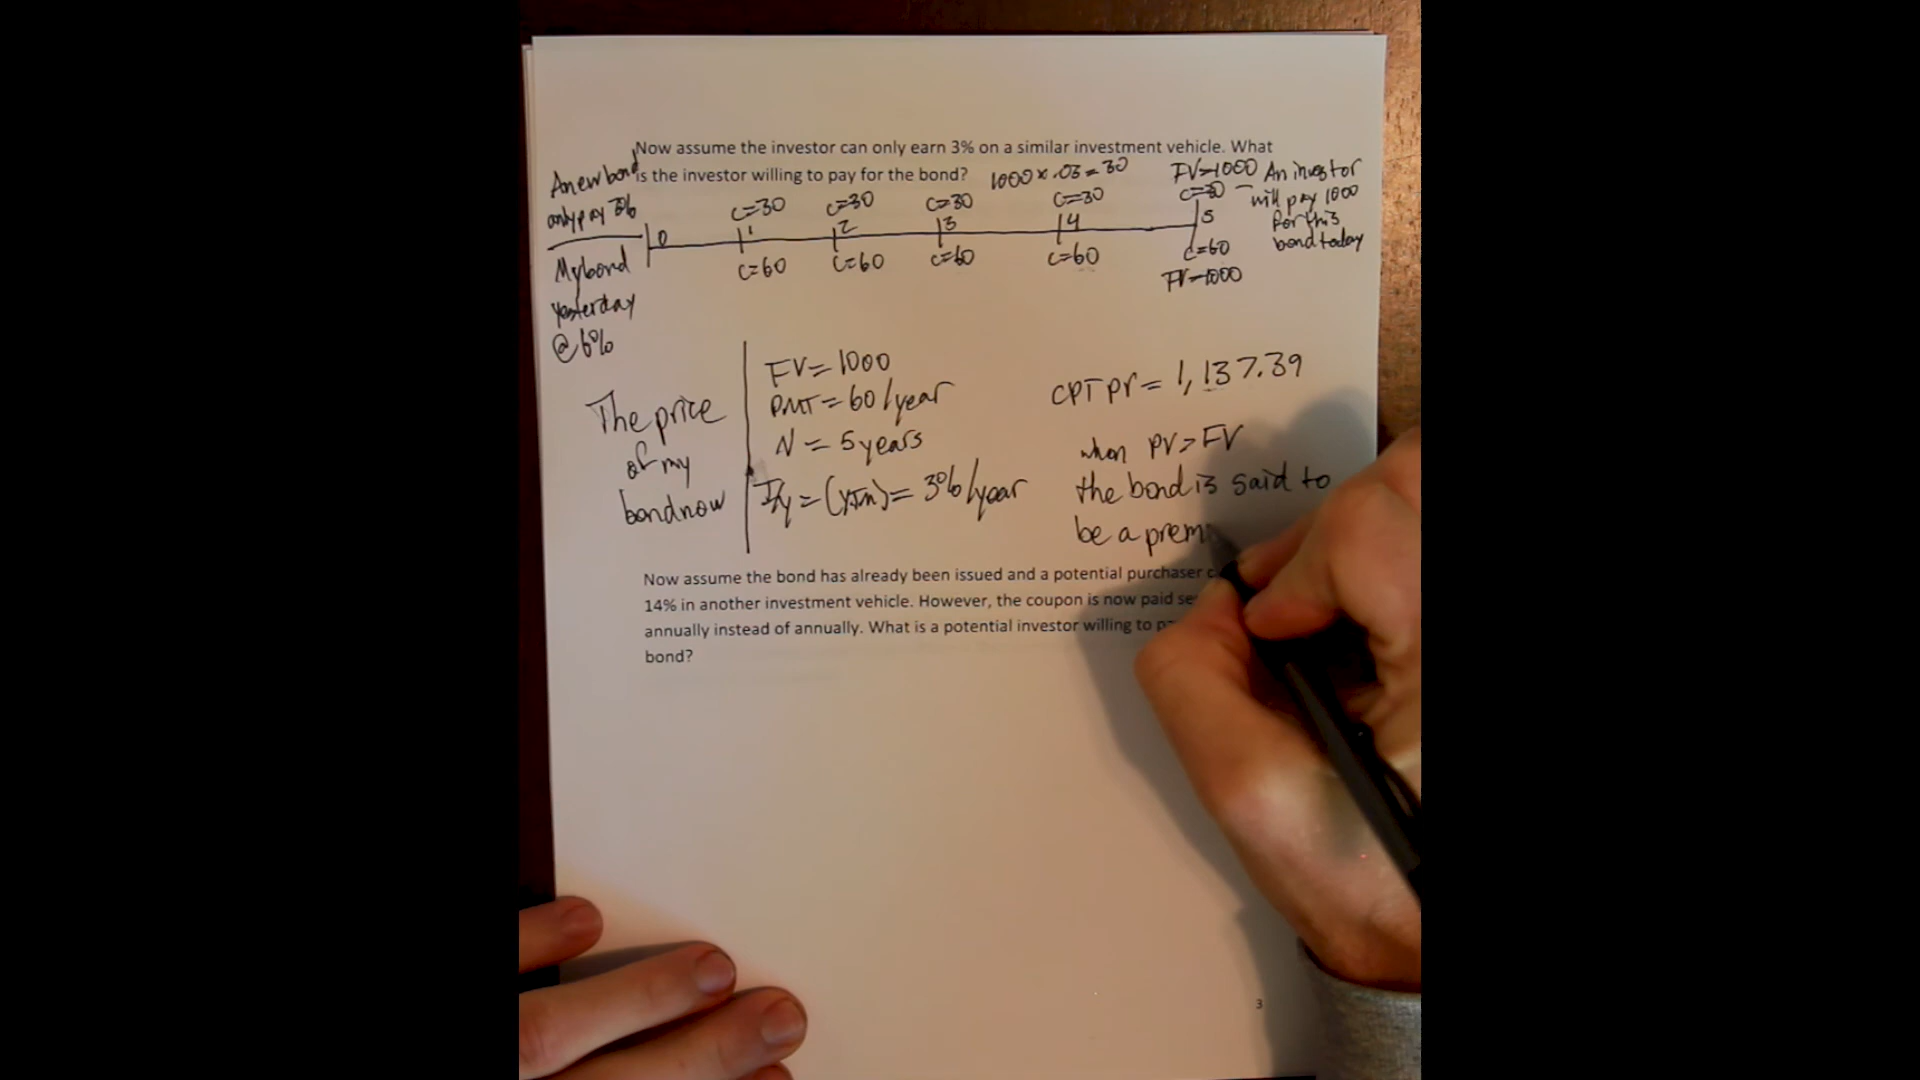 Now assume the investor can only earn 3% on a similar investment vehicle. What
is the investor willing to pay for the bond? 1000 x .03 = 30
A new bond
only pay 3%
C=30 C=30 C=30 C=30 C=30
FV=1000 An investor
will pay 1000
for this
bond today
0 1 2 3 4 5
C=60 C=60 C=60 C=60 C=60
FV=1000
My bond
yesterday
@ 6%
The price
of my
bond now
FV = 1000
PMT = 60/year
N = 5 years
I/y = (YTM) = 3%/year
CPT PV = 1,137.39
when PV > FV
the bond is said to
be a prem
Now assume the bond has already been issued and a potential purchaser
14% in another investment vehicle. However, the coupon is now paid se
annually instead of annually. What is a potential investor willing to
bond?
3